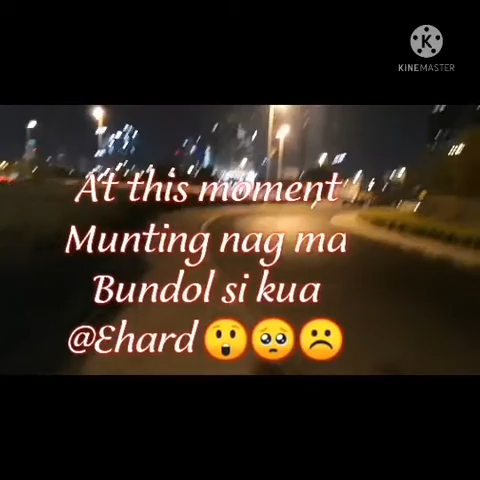 KINEMASTER
At this moment
Munting nag ma
Bundol si kua
@Ehard😲🥺☹️